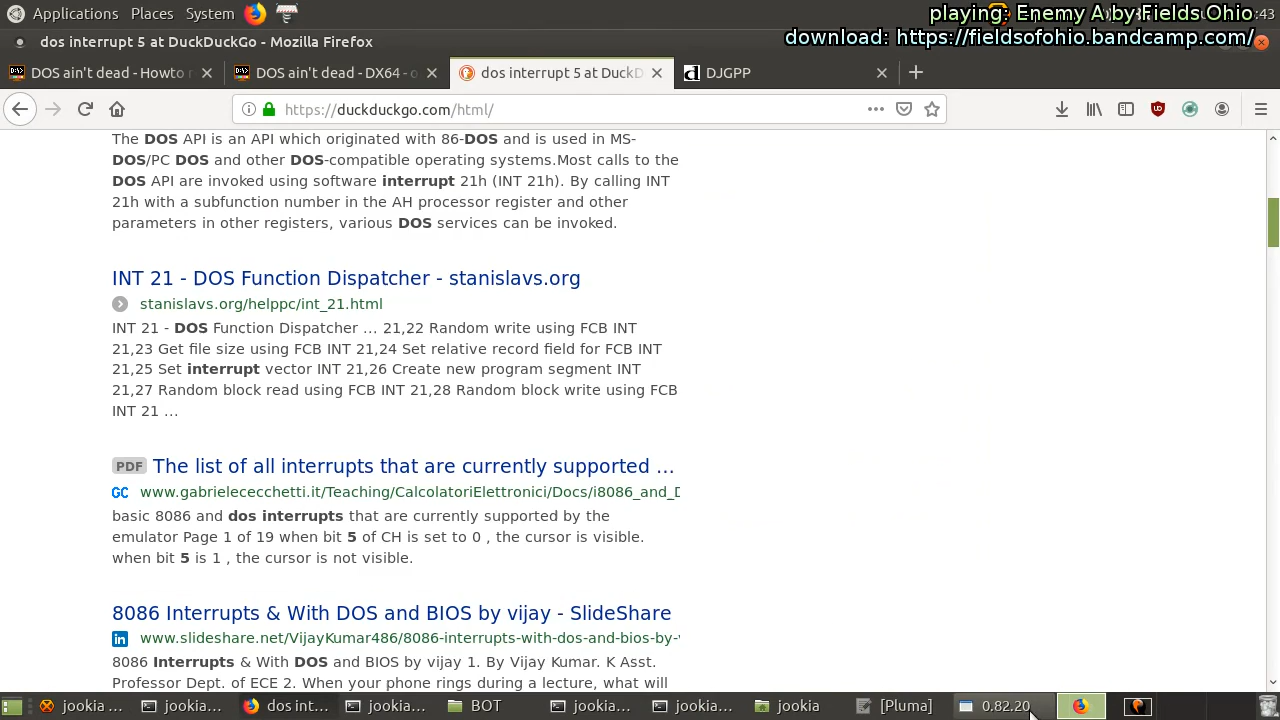 Applications Places System
:43
playing: Enemy A by Fields Ohio
download: https://fieldsofohio.bandcamp.com/
dos interrupt 5 at DuckDuckGo - Mozilla Firefox
DOS ain't dead - Howto r
DOS ain't dead - DX64 - o
dos interrupt 5 at DuckD
DJGPP
https://duckduckgo.com/html/
The DOS API is an API which originated with 86-DOS and is used in MS-
DOS/PC DOS and other DOS-compatible operating systems.Most calls to the
DOS API are invoked using software interrupt 21h (INT 21h). By calling INT
21h with a subfunction number in the AH processor register and other
parameters in other registers, various DOS services can be invoked.
INT 21 - DOS Function Dispatcher - stanislavs.org
stanislavs.org/helppc/int_21.html
INT 21 - DOS Function Dispatcher ... 21,22 Random write using FCB INT
21,23 Get file size using FCB INT 21,24 Set relative record field for FCB INT
21,25 Set interrupt vector INT 21,26 Create new program segment INT
21,27 Random block read using FCB INT 21,28 Random block write using FCB
INT 21 ...
PDF The list of all interrupts that are currently supported ...
GC www.gabrielececchetti.it/Teaching/CalcolatoriElettronici/Docs/i8086_and_D
basic 8086 and dos interrupts that are currently supported by the
emulator Page 1 of 19 when bit 5 of CH is set to 0 , the cursor is visible.
when bit 5 is 1 , the cursor is not visible.
8086 Interrupts & With DOS and BIOS by vijay - SlideShare
in www.slideshare.net/VijayKumar486/8086-interrupts-with-dos-and-bios-by-v
8086 Interrupts & With DOS and BIOS by vijay 1. By Vijay Kumar. K Asst.
Professor Dept. of ECE 2. When your phone rings during a lecture, what will
jookia ... jookia... dos int... jookia... BOT jookia... jookia... jookia [Pluma] 0.82.20